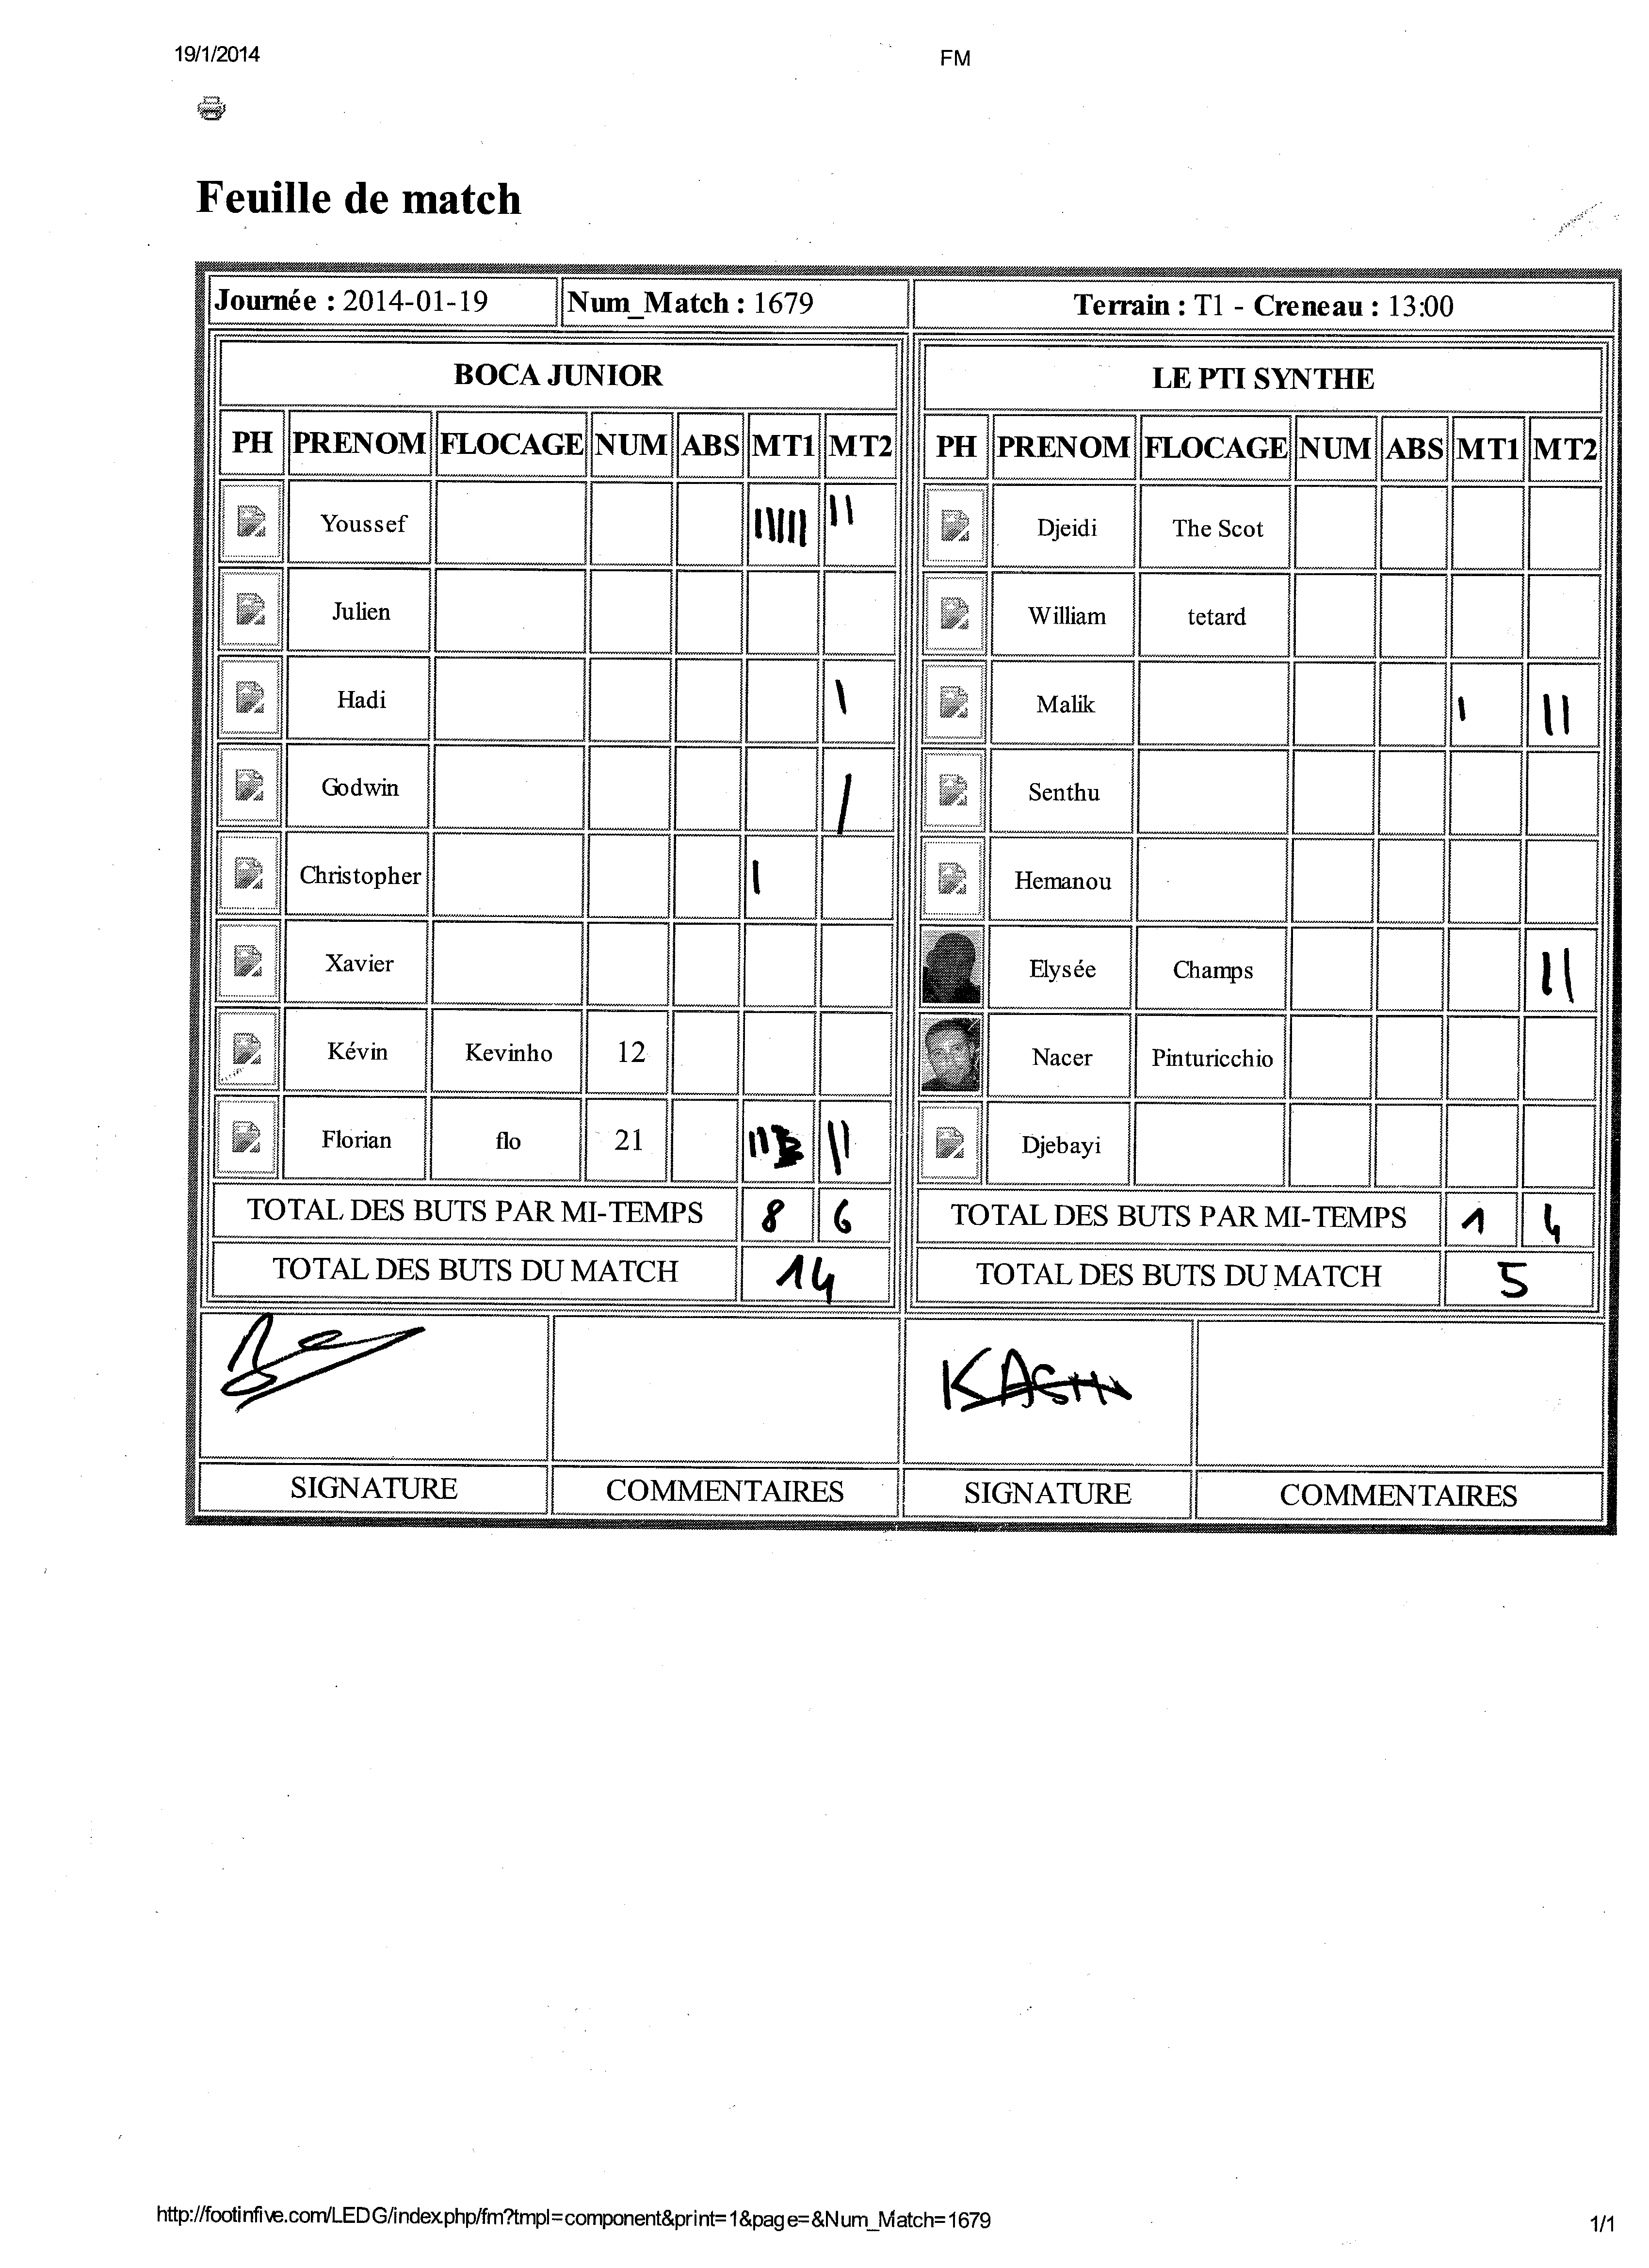 19/1/2014 FM
Feuille de match
Journée : 2014-01-19 Num_Match : 1679 Terrain : T1 - Creneau : 13:00
BOCA JUNIOR LE PTI SYNTHE
PH PRENOM FLOCAGE NUM ABS MT1 MT2 PH PRENOM FLOCAGE NUM ABS MT1 MT2
Youssef IIIII II Djeidi The Scot
Julien William tetard
Hadi I Malik I II
Godwin I Senthu
Christopher I Hemanou
Xavier Elysée Champs II
Kévin Kevinho 12 Nacer Pinturicchio
Florian flo 21 II II Djebayi
TOTAL DES BUTS PAR MI-TEMPS 8 6 TOTAL DES BUTS PAR MI-TEMPS 1 4
TOTAL DES BUTS DU MATCH 14 TOTAL DES BUTS DU MATCH 5
SIGNATURE COMMENTAIRES SIGNATURE COMMENTAIRES
http://footinfive.com/LEDG/index.php/fm?tmpl=component&print=1&page=&Num_Match=1679 1/1